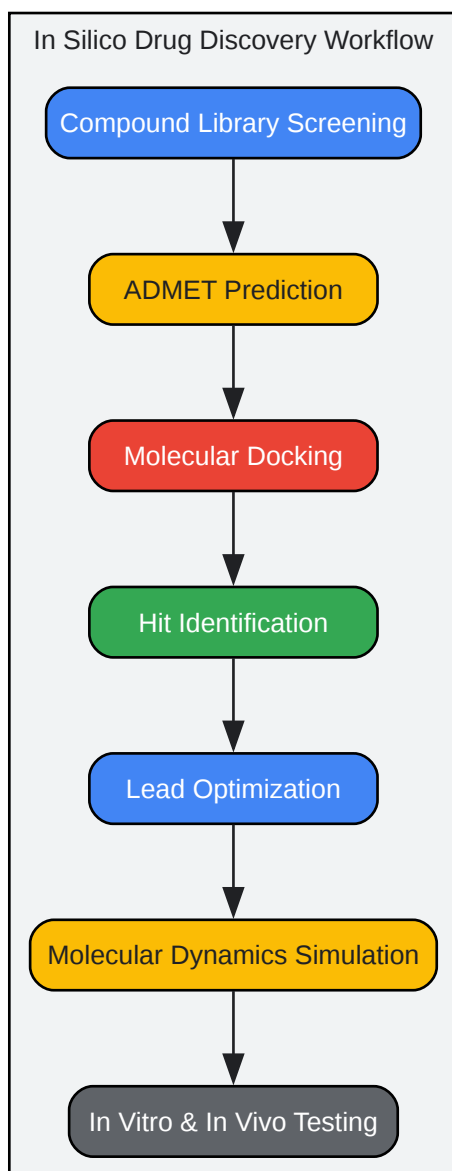 In Silico Drug Discovery Workflow
Compound Library Screening
ADMET Prediction
Molecular Docking
Hit Identification
Lead Optimization
Molecular Dynamics Simulation
In Vitro & In Vivo Testing